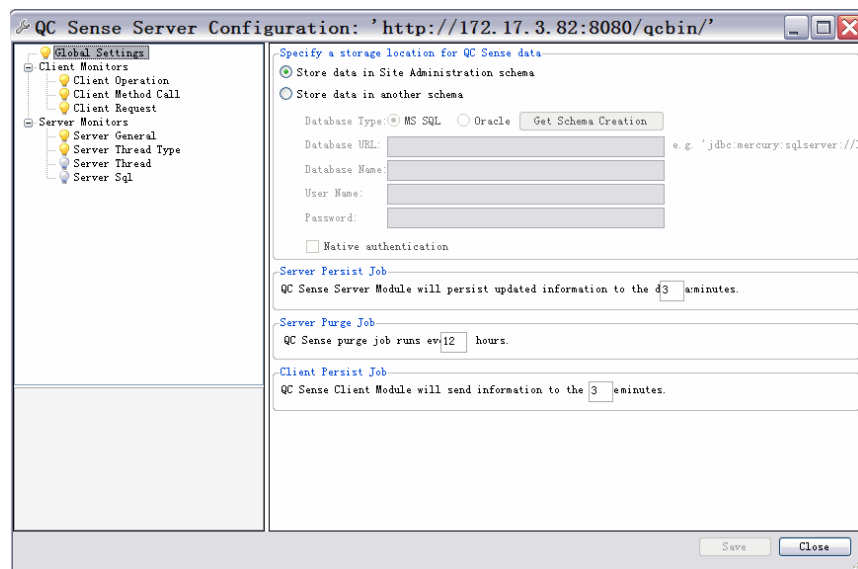 QC Sense Server Configuration: 'http://172.17.3.82:8080/qcbin/'
Global Settings
Client Monitors
Client Operation
Client Method Call
Client Request
Server Monitors
Server General
Server Thread Type
Server Thread
Server Sql
Specify a storage location for QC Sense data
Store data in Site Administration schema
Store data in another schema
Database Type: MS SQL Oracle Get Schema Creation
Database URL: e.g. 'jdbc:mercury:sqlserver://
Database Name:
User Name:
Password:
Native authentication
Server Persist Job
QC Sense Server Module will persist updated information to the d 3 a minutes.
Server Purge Job
QC Sense purge job runs ev 12 hours.
Client Persist Job
QC Sense Client Module will send information to the 3 e minutes.
Save Close